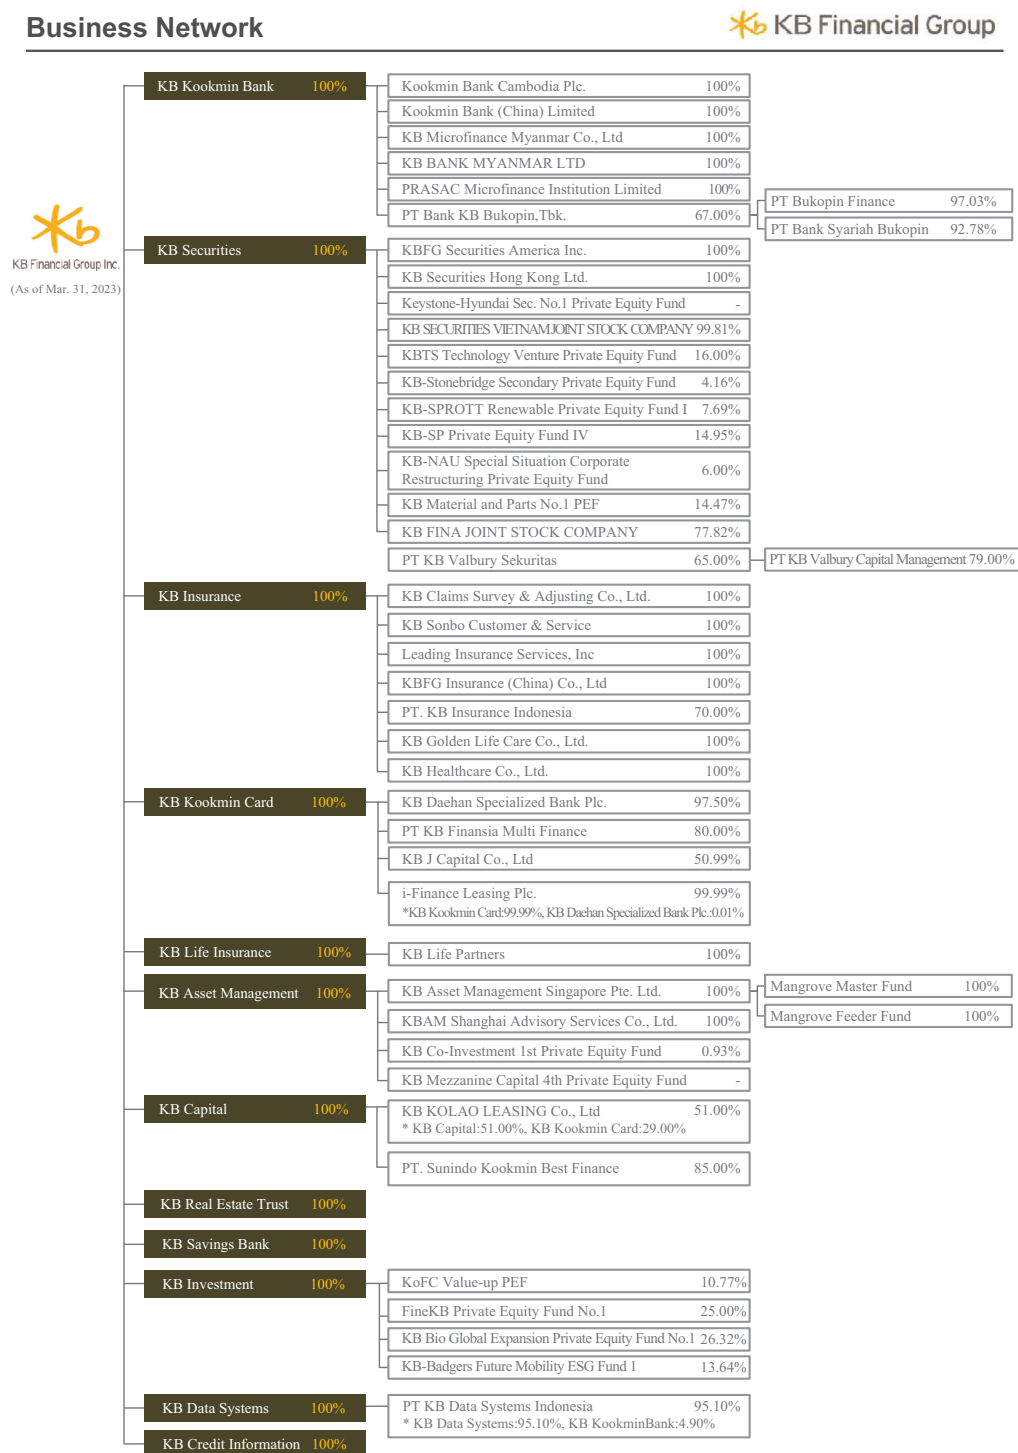 Business Network
Kb KB Financial Group
KB Kookmin Bank 100%
Kookmin Bank Cambodia Plc. 100%
Kookmin Bank (China) Limited 100%
KB Microfinance Myanmar Co., Ltd 100%
KB BANK MYANMAR LTD 100%
PRASAC Microfinance Institution Limited 100%
PT Bank KB Bukopin,Tbk. 67.00%
PT Bukopin Finance 97.03%
PT Bank Syariah Bukopin 92.78%
Kb
KB Financial Group Inc.
(As of Mar. 31, 2023)
KB Securities 100%
KBFG Securities America Inc. 100%
KB Securities Hong Kong Ltd. 100%
Keystone-Hyundai Sec. No.1 Private Equity Fund -
KB SECURITIES VIETNAMJOINT STOCK COMPANY 99.81%
KBTS Technology Venture Private Equity Fund 16.00%
KB-Stonebridge Secondary Private Equity Fund 4.16%
KB-SPROTT Renewable Private Equity Fund I 7.69%
KB-SP Private Equity Fund IV 14.95%
KB-NAU Special Situation Corporate
Restructuring Private Equity Fund 6.00%
KB Material and Parts No.1 PEF 14.47%
KB FINA JOINT STOCK COMPANY 77.82%
PT KB Valbury Sekuritas 65.00%
PT KB Valbury Capital Management 79.00%
KB Insurance 100%
KB Claims Survey & Adjusting Co., Ltd. 100%
KB Sonbo Customer & Service 100%
Leading Insurance Services, Inc 100%
KBFG Insurance (China) Co., Ltd 100%
PT. KB Insurance Indonesia 70.00%
KB Golden Life Care Co., Ltd. 100%
KB Healthcare Co., Ltd. 100%
KB Kookmin Card 100%
KB Daehan Specialized Bank Plc. 97.50%
PT KB Finansia Multi Finance 80.00%
KB J Capital Co., Ltd 50.99%
i-Finance Leasing Plc. 99.99%
*KB Kookmin Card:99.99%, KB Daehan Specialized Bank Plc.:0.01%
KB Life Insurance 100%
KB Life Partners 100%
KB Asset Management 100%
KB Asset Management Singapore Pte. Ltd. 100%
Mangrove Master Fund 100%
Mangrove Feeder Fund 100%
KBAM Shanghai Advisory Services Co., Ltd. 100%
KB Co-Investment 1st Private Equity Fund 0.93%
KB Mezzanine Capital 4th Private Equity Fund -
KB Capital 100%
KB KOLAO LEASING Co., Ltd 51.00%
* KB Capital:51.00%, KB Kookmin Card:29.00%
PT. Sunindo Kookmin Best Finance 85.00%
KB Real Estate Trust 100%
KB Savings Bank 100%
KB Investment 100%
KoFC Value-up PEF 10.77%
FineKB Private Equity Fund No.1 25.00%
KB Bio Global Expansion Private Equity Fund No.1 26.32%
KB-Badgers Future Mobility ESG Fund 1 13.64%
KB Data Systems 100%
PT KB Data Systems Indonesia 95.10%
* KB Data Systems:95.10%, KB KookminBank:4.90%
KB Credit Information 100%